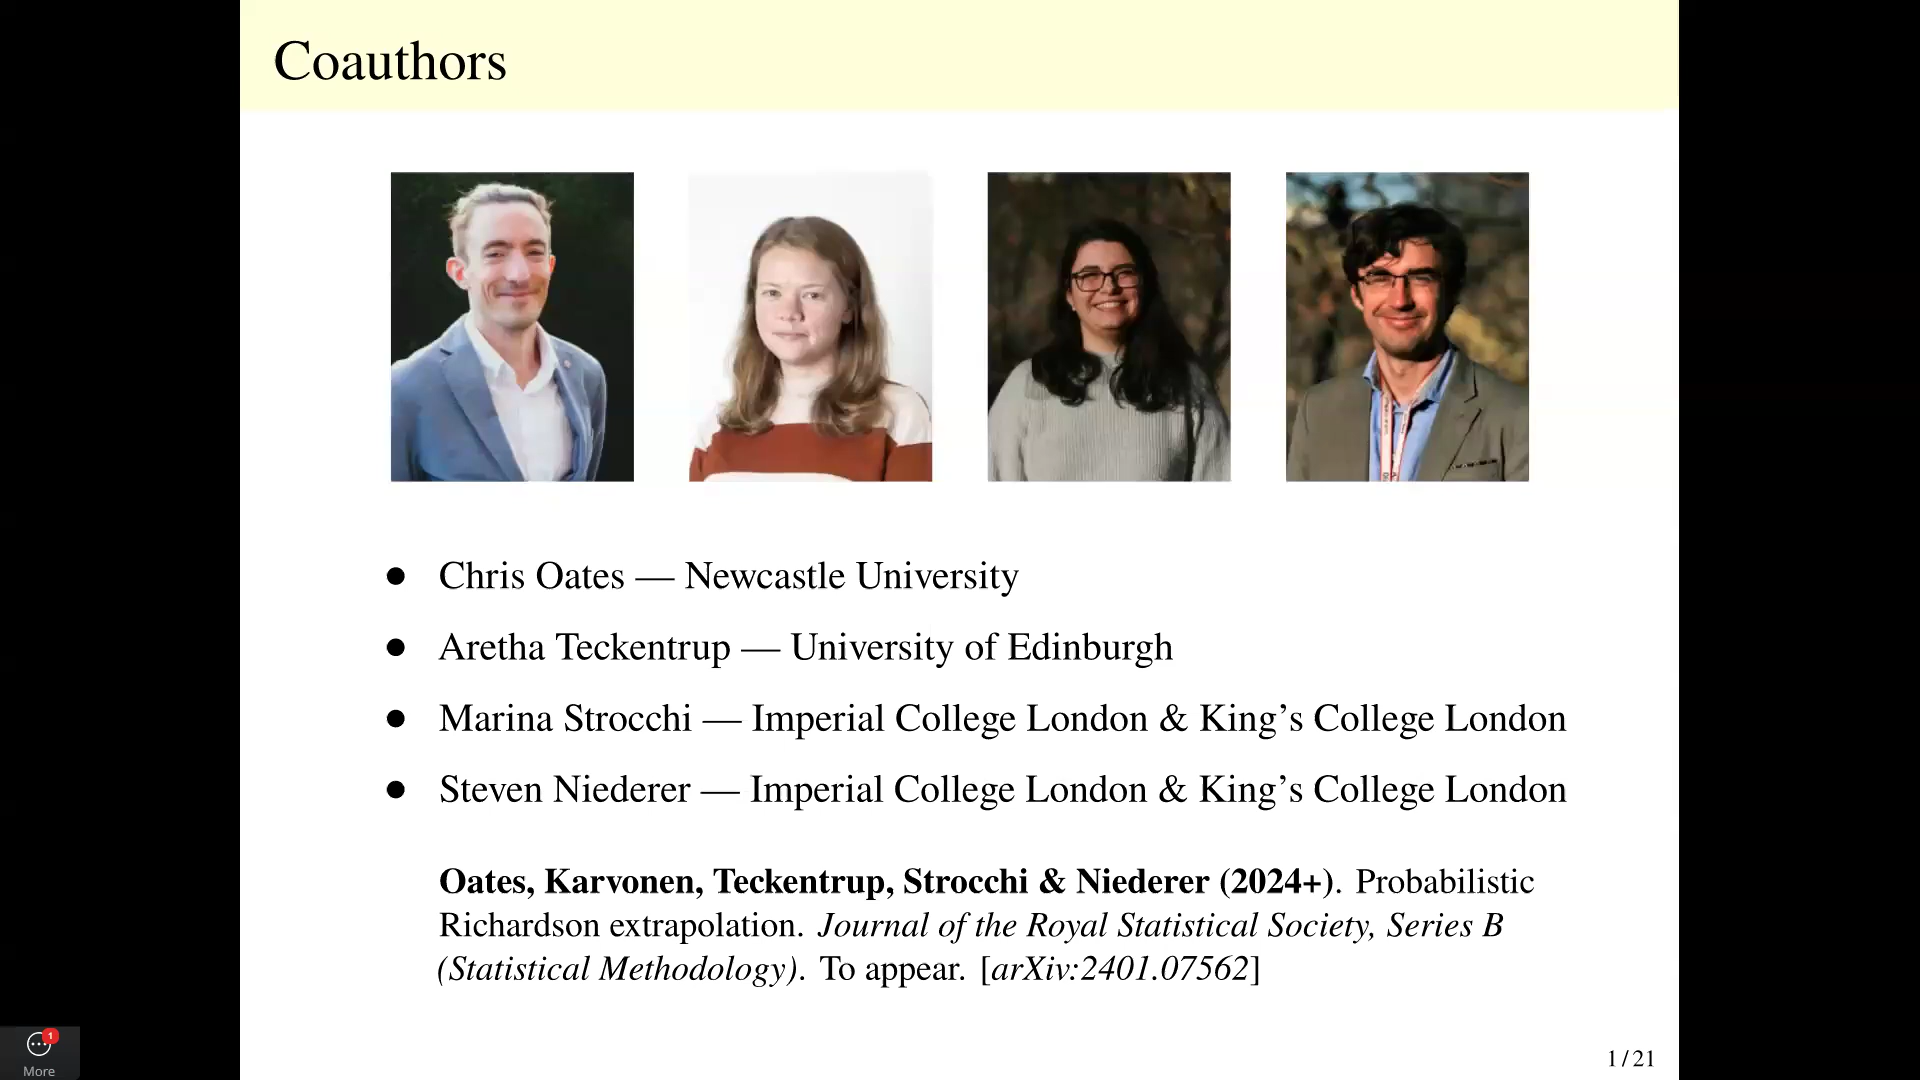 Coauthors
● Chris Oates — Newcastle University
● Aretha Teckentrup — University of Edinburgh
● Marina Strocchi — Imperial College London & King’s College London
● Steven Niederer — Imperial College London & King’s College London
Oates, Karvonen, Teckentrup, Strocchi & Niederer (2024+). Probabilistic
Richardson extrapolation. Journal of the Royal Statistical Society, Series B
(Statistical Methodology). To appear. [arXiv:2401.07562]
1
More
1 / 21